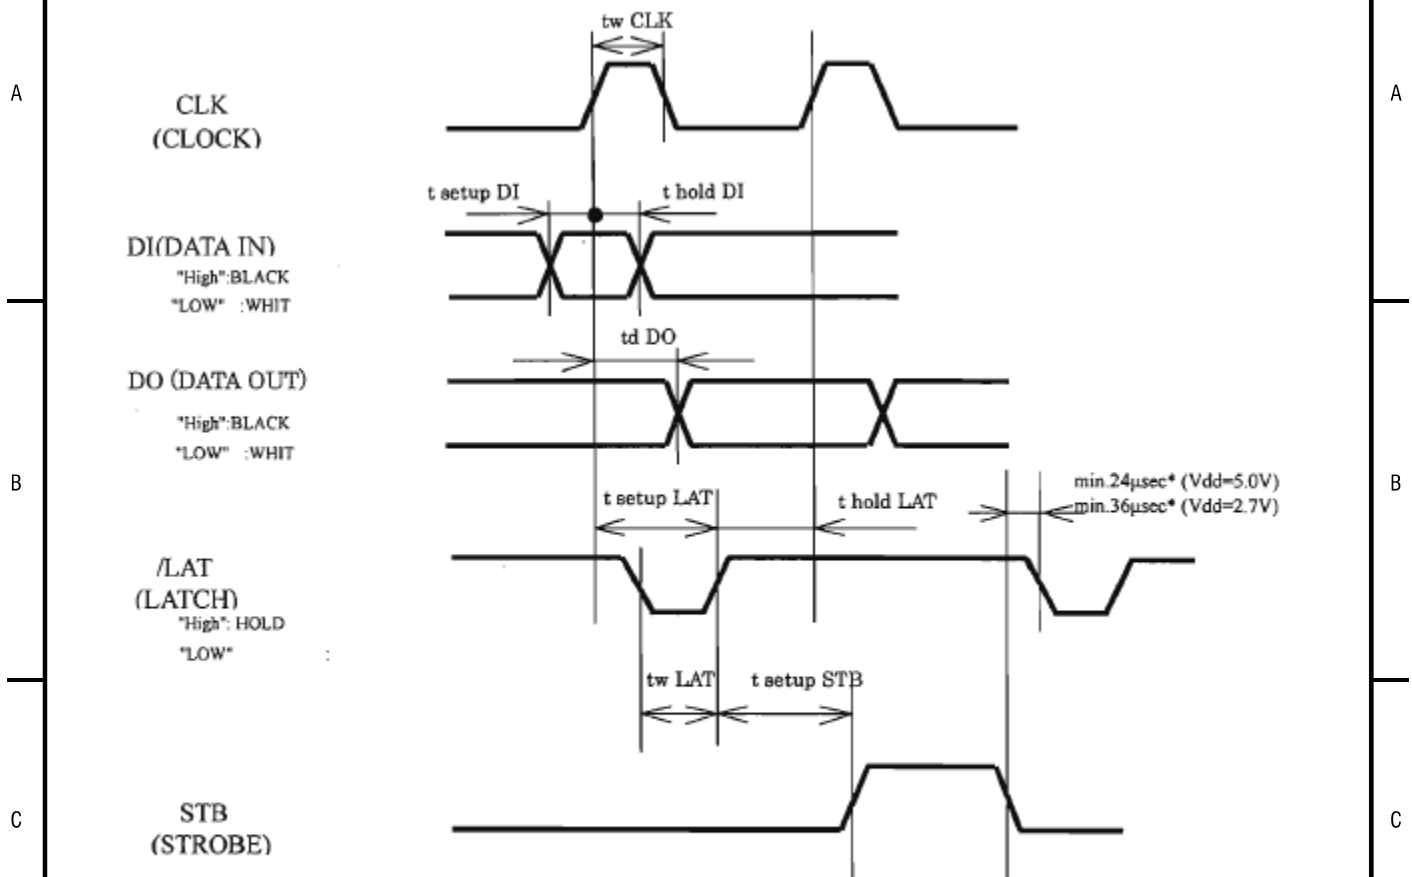 tw CLK
A
A
CLK
(CLOCK)
t setup DI
t hold DI
DI(DATA IN)
"High":BLACK
"LOW" :WHIT
td DO
DO (DATA OUT)
"High":BLACK
"LOW" :WHIT
B
B
min.24μsec* (Vdd=5.0V)
min.36μsec* (Vdd=2.7V)
t setup LAT
t hold LAT
/LAT
(LATCH)
"High": HOLD
"LOW" :
tw LAT
t setup STB
C
C
STB
(STROBE)